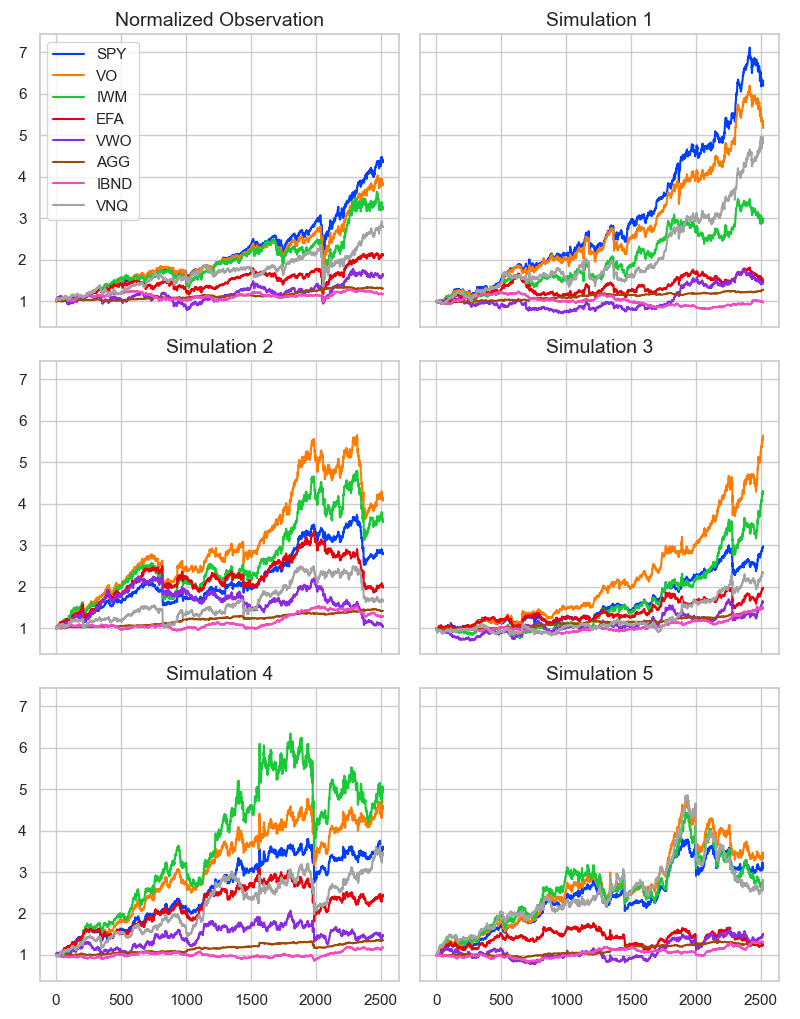 Normalized Observation
Simulation 1
7
6
5
4
3
2
1
SPY
VO
IWM
EFA
VWO
AGG
IBND
VNQ
Simulation 2
Simulation 3
7
6
5
4
3
2
1
Simulation 4
Simulation 5
7
6
5
4
3
2
1
0 500 1000 1500 2000 2500
0 500 1000 1500 2000 2500